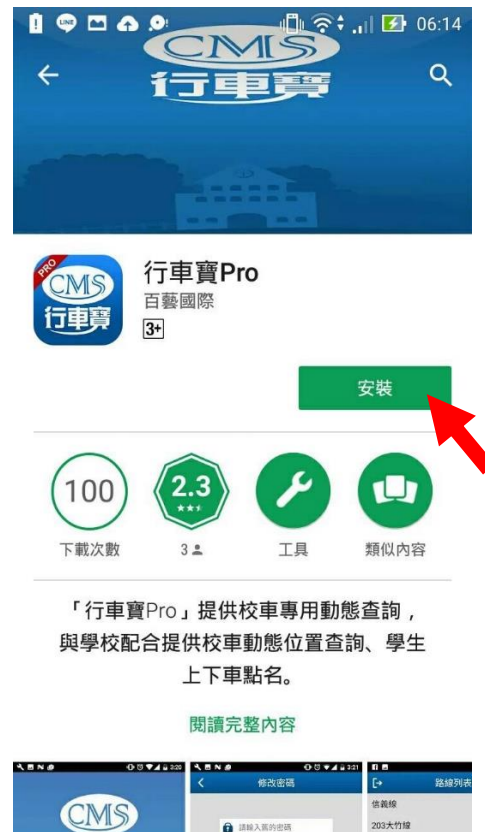 LINE
06:14
CMS
行車寶
PRO
CMS
行車寶
行車寶Pro
百藝國際
3+
安裝
100
2.3
下載次數
3
工具
類似內容
「行車寶Pro」提供校車專用動態查詢，
與學校配合提供校車動態位置查詢、學生
上下車點名。
閱讀完整內容
3:20
3:21
CMS
修改密碼
請輸入舊的密碼
路線列表
信義線
203大竹線